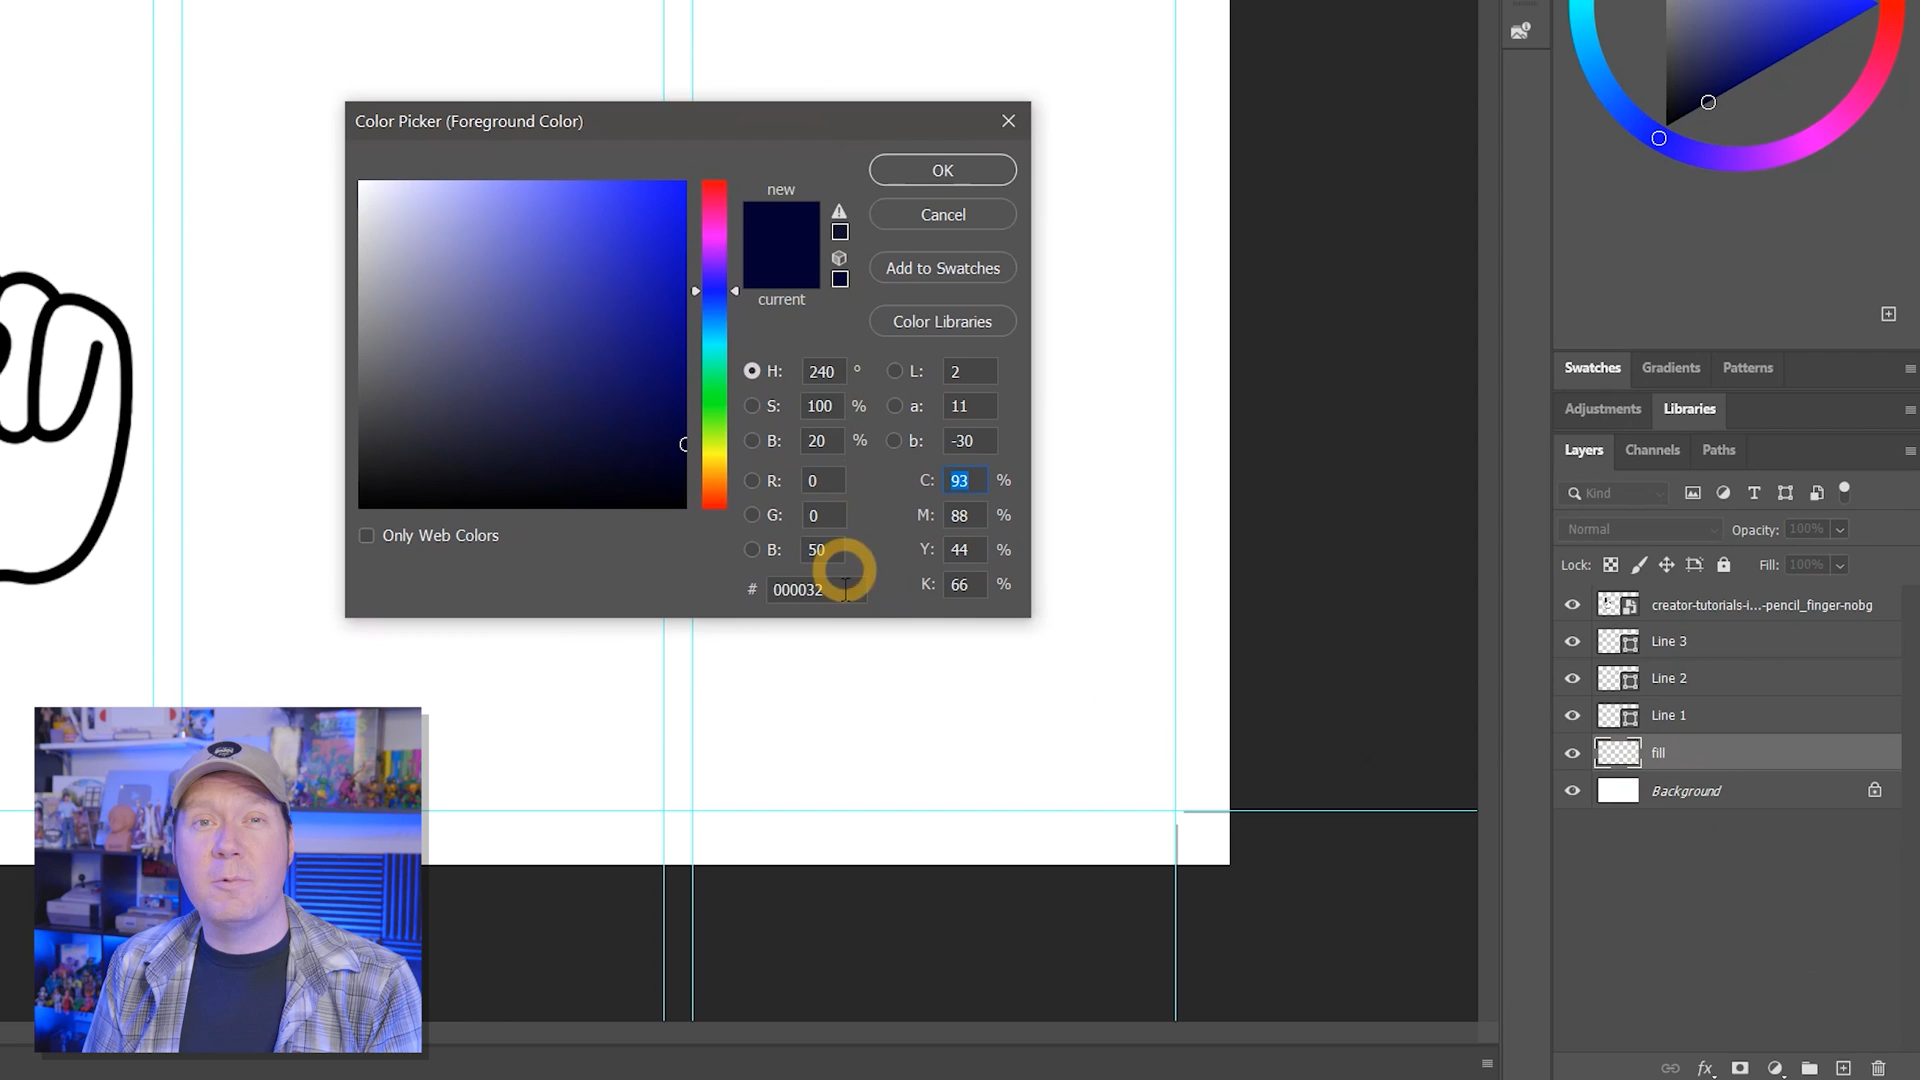 Color Picker (Foreground Color)
new
current
OK
Cancel
Add to Swatches
Color Libraries
H: 240 °
S: 100 %
B: 20 %
R: 0
G: 0
B: 50
# 000032
L: 2
a: 11
b: -30
C: 93 %
M: 88 %
Y: 44 %
K: 66 %
Only Web Colors
Swatches Gradients Patterns
Adjustments Libraries
Layers Channels Paths
Kind
Normal Opacity: 100%
Lock: Fill: 100%
creator-tutorials-i...-pencil_finger-nobg
Line 3
Line 2
Line 1
fill
Background
fx